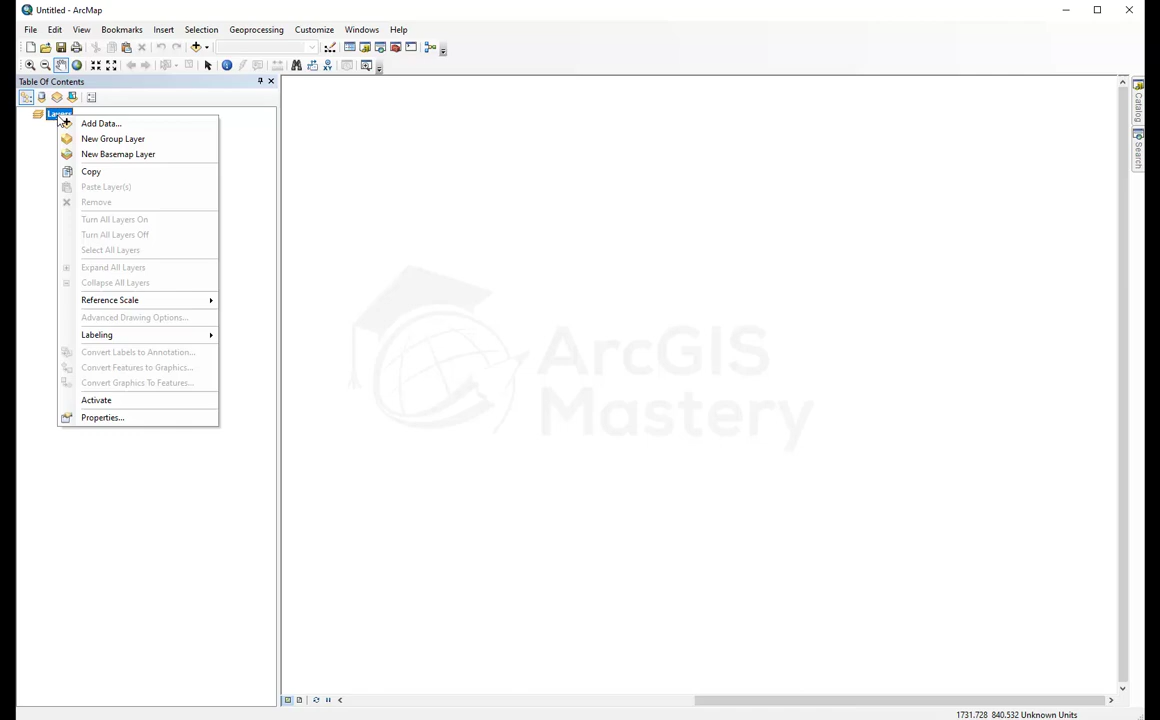 Untitled - ArcMap
File Edit View Bookmarks Insert Selection Geoprocessing Customize Windows Help
Table Of Contents
Layers
Add Data...
New Group Layer
New Basemap Layer
Copy
Paste Layer(s)
Remove
Turn All Layers On
Turn All Layers Off
Select All Layers
Expand All Layers
Collapse All Layers
Reference Scale
Advanced Drawing Options...
Labeling
Convert Labels to Annotation...
Convert Features to Graphics...
Convert Graphics To Features...
Activate
Properties...
ArcGIS
Mastery
Catalog
Search
1731.728 840.532 Unknown Units